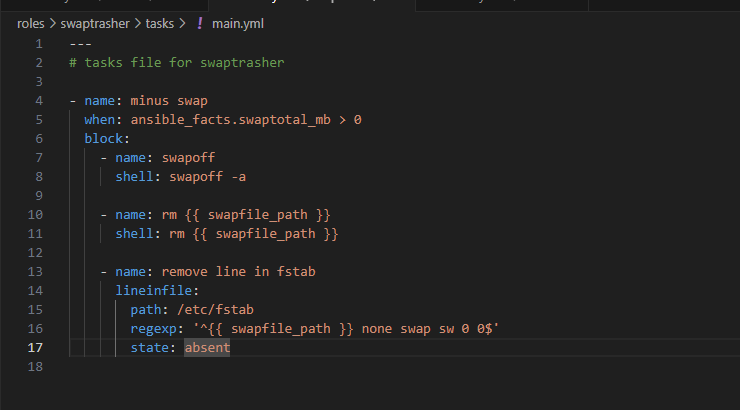 roles > swaptrasher > tasks > ! main.yml
1 ---
2 # tasks file for swaptrasher
3
4 - name: minus swap
5 when: ansible_facts.swaptotal_mb > 0
6 block:
7 - name: swapoff
8 shell: swapoff -a
9
10 - name: rm {{ swapfile_path }}
11 shell: rm {{ swapfile_path }}
12
13 - name: remove line in fstab
14 lineinfile:
15 path: /etc/fstab
16 regexp: '^{{ swapfile_path }} none swap sw 0 0$'
17 state: absent
18